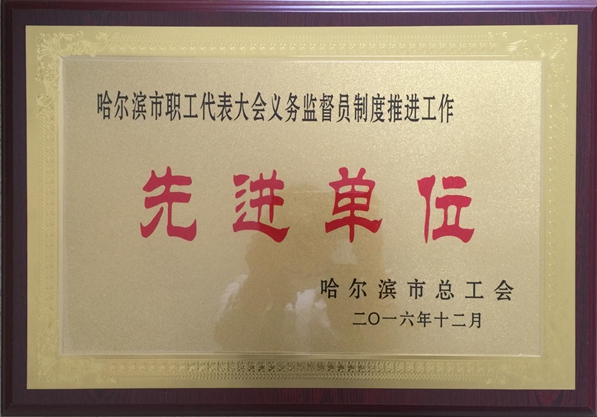 哈尔滨市职工代表大会义务监督员制度推进工作
先进单位
哈尔滨市总工会
二〇一六年十二月